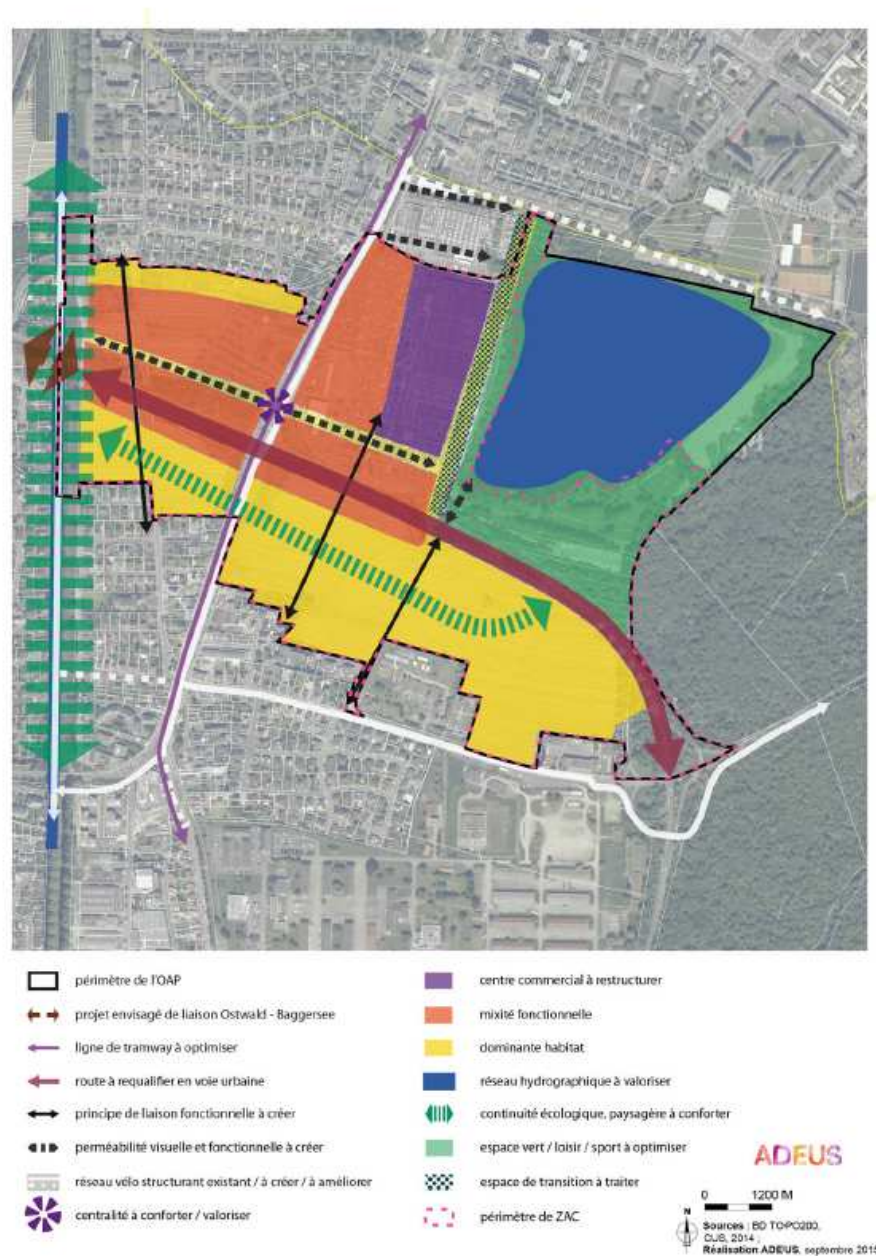 périmètre de l'OAP
projet envisagé de liaison Ostwald - Baggersee
ligne de tramway à optimiser
route à requalifier en voie urbaine
principe de liaison fonctionnelle à créer
perméabilité visuelle et fonctionnelle à créer
réseau vélo structurant existant / à créer / à améliorer
centralité à conforter / valoriser
centre commercial à restructurer
mixité fonctionnelle
dominante habitat
réseau hydrographique à valoriser
continuité écologique, paysagère à conforter
espace vert / loisir / sport à optimiser
espace de transition à traiter
périmètre de ZAC
ADEUS
0 1200 M
N
Sources : BD TOPO200,
CUS, 2014 ;
Réalisation ADEUS, septembre 2015